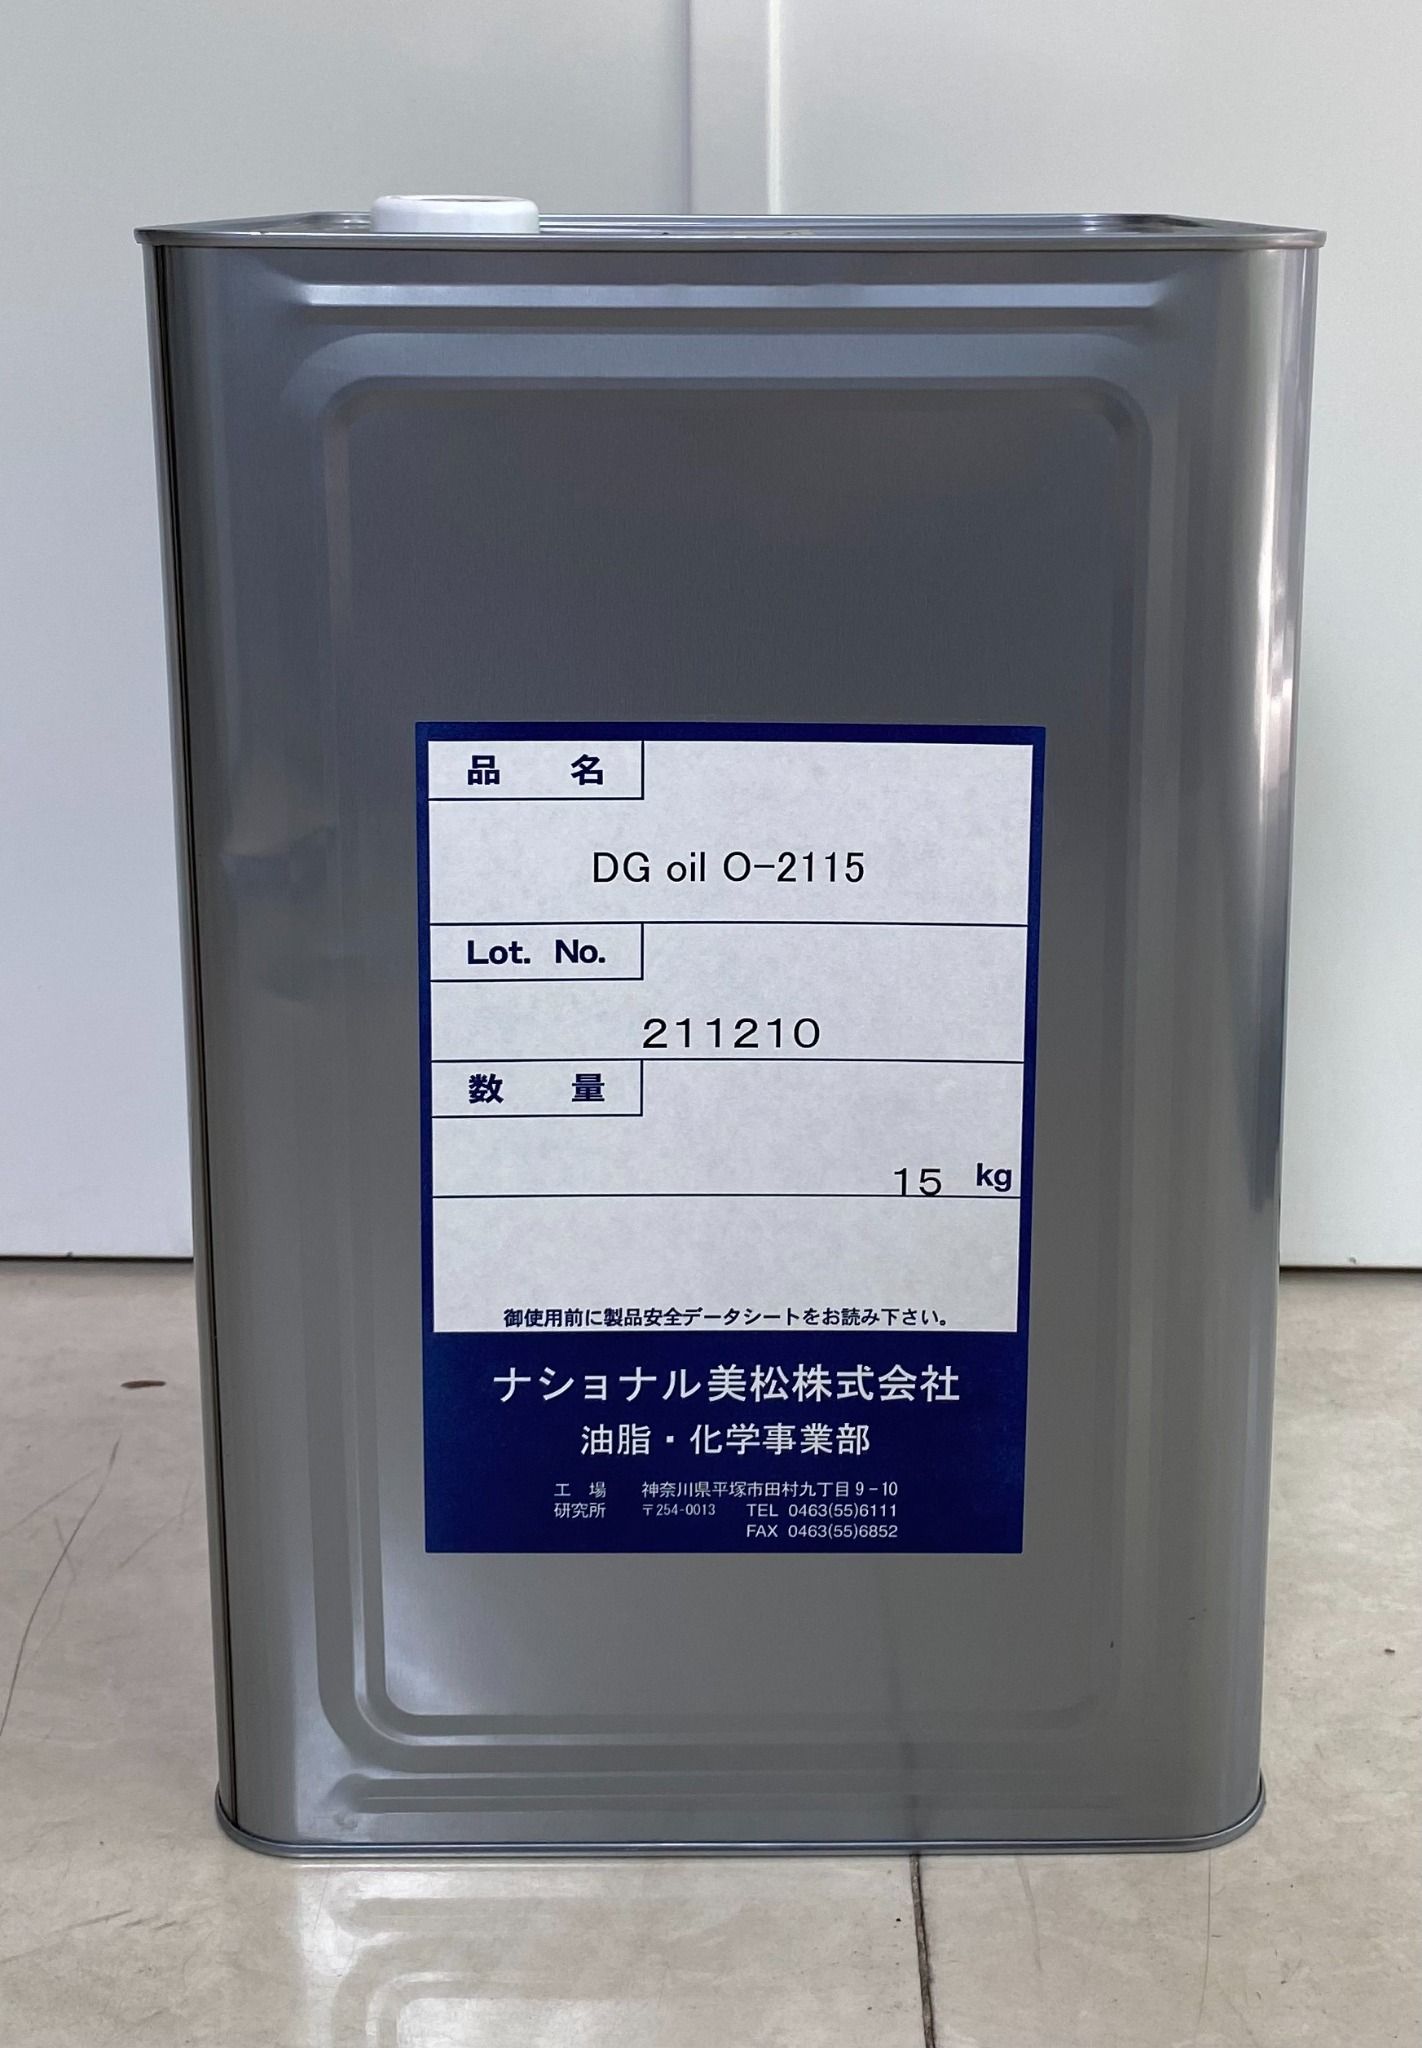 品 名
DG oil O-2115
Lot. No.
211210
数 量
15 kg
御使用前に製品安全データシートをお読み下さい。
ナショナル美松株式会社
油脂・化学事業部
工 場 神奈川県平塚市田村九丁目9-10
研究所 〒254-0013 TEL 0463(55)6111
FAX 0463(55)6852